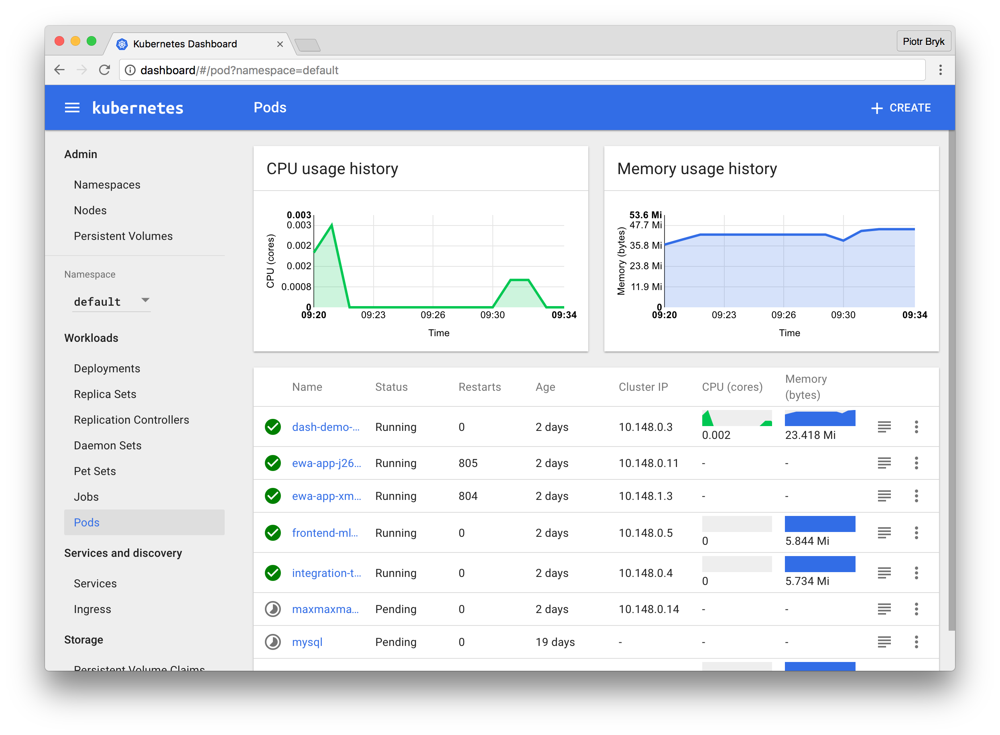 Kubernetes Dashboard
Piotr Bryk
dashboard/#/pod?namespace=default
kubernetes
Pods
CREATE
Admin
Namespaces
Nodes
Persistent Volumes
Namespace
default
Workloads
Deployments
Replica Sets
Replication Controllers
Daemon Sets
Pet Sets
Jobs
Pods
Services and discovery
Services
Ingress
Storage
Persistent Volume Claims
CPU usage history
CPU (cores)
0.003
0.003
0.002
0.002
0.0008
0
09:20 09:23 09:26 09:30 09:34
Time
Memory usage history
Memory (bytes)
53.6 Mi
47.7 Mi
35.8 Mi
23.8 Mi
11.9 Mi
0
09:20 09:23 09:26 09:30 09:34
Time
Name Status Restarts Age Cluster IP CPU (cores) Memory (bytes)
dash-demo-... Running 0 2 days 10.148.0.3 0.002 23.418 Mi
ewa-app-j26... Running 805 2 days 10.148.0.11 - -
ewa-app-xm... Running 804 2 days 10.148.1.3 - -
frontend-ml... Running 0 2 days 10.148.0.5 0 5.844 Mi
integration-t... Running 0 2 days 10.148.0.4 0 5.734 Mi
maxmaxma... Pending 0 2 days 10.148.0.14 - -
mysql Pending 0 19 days - - -